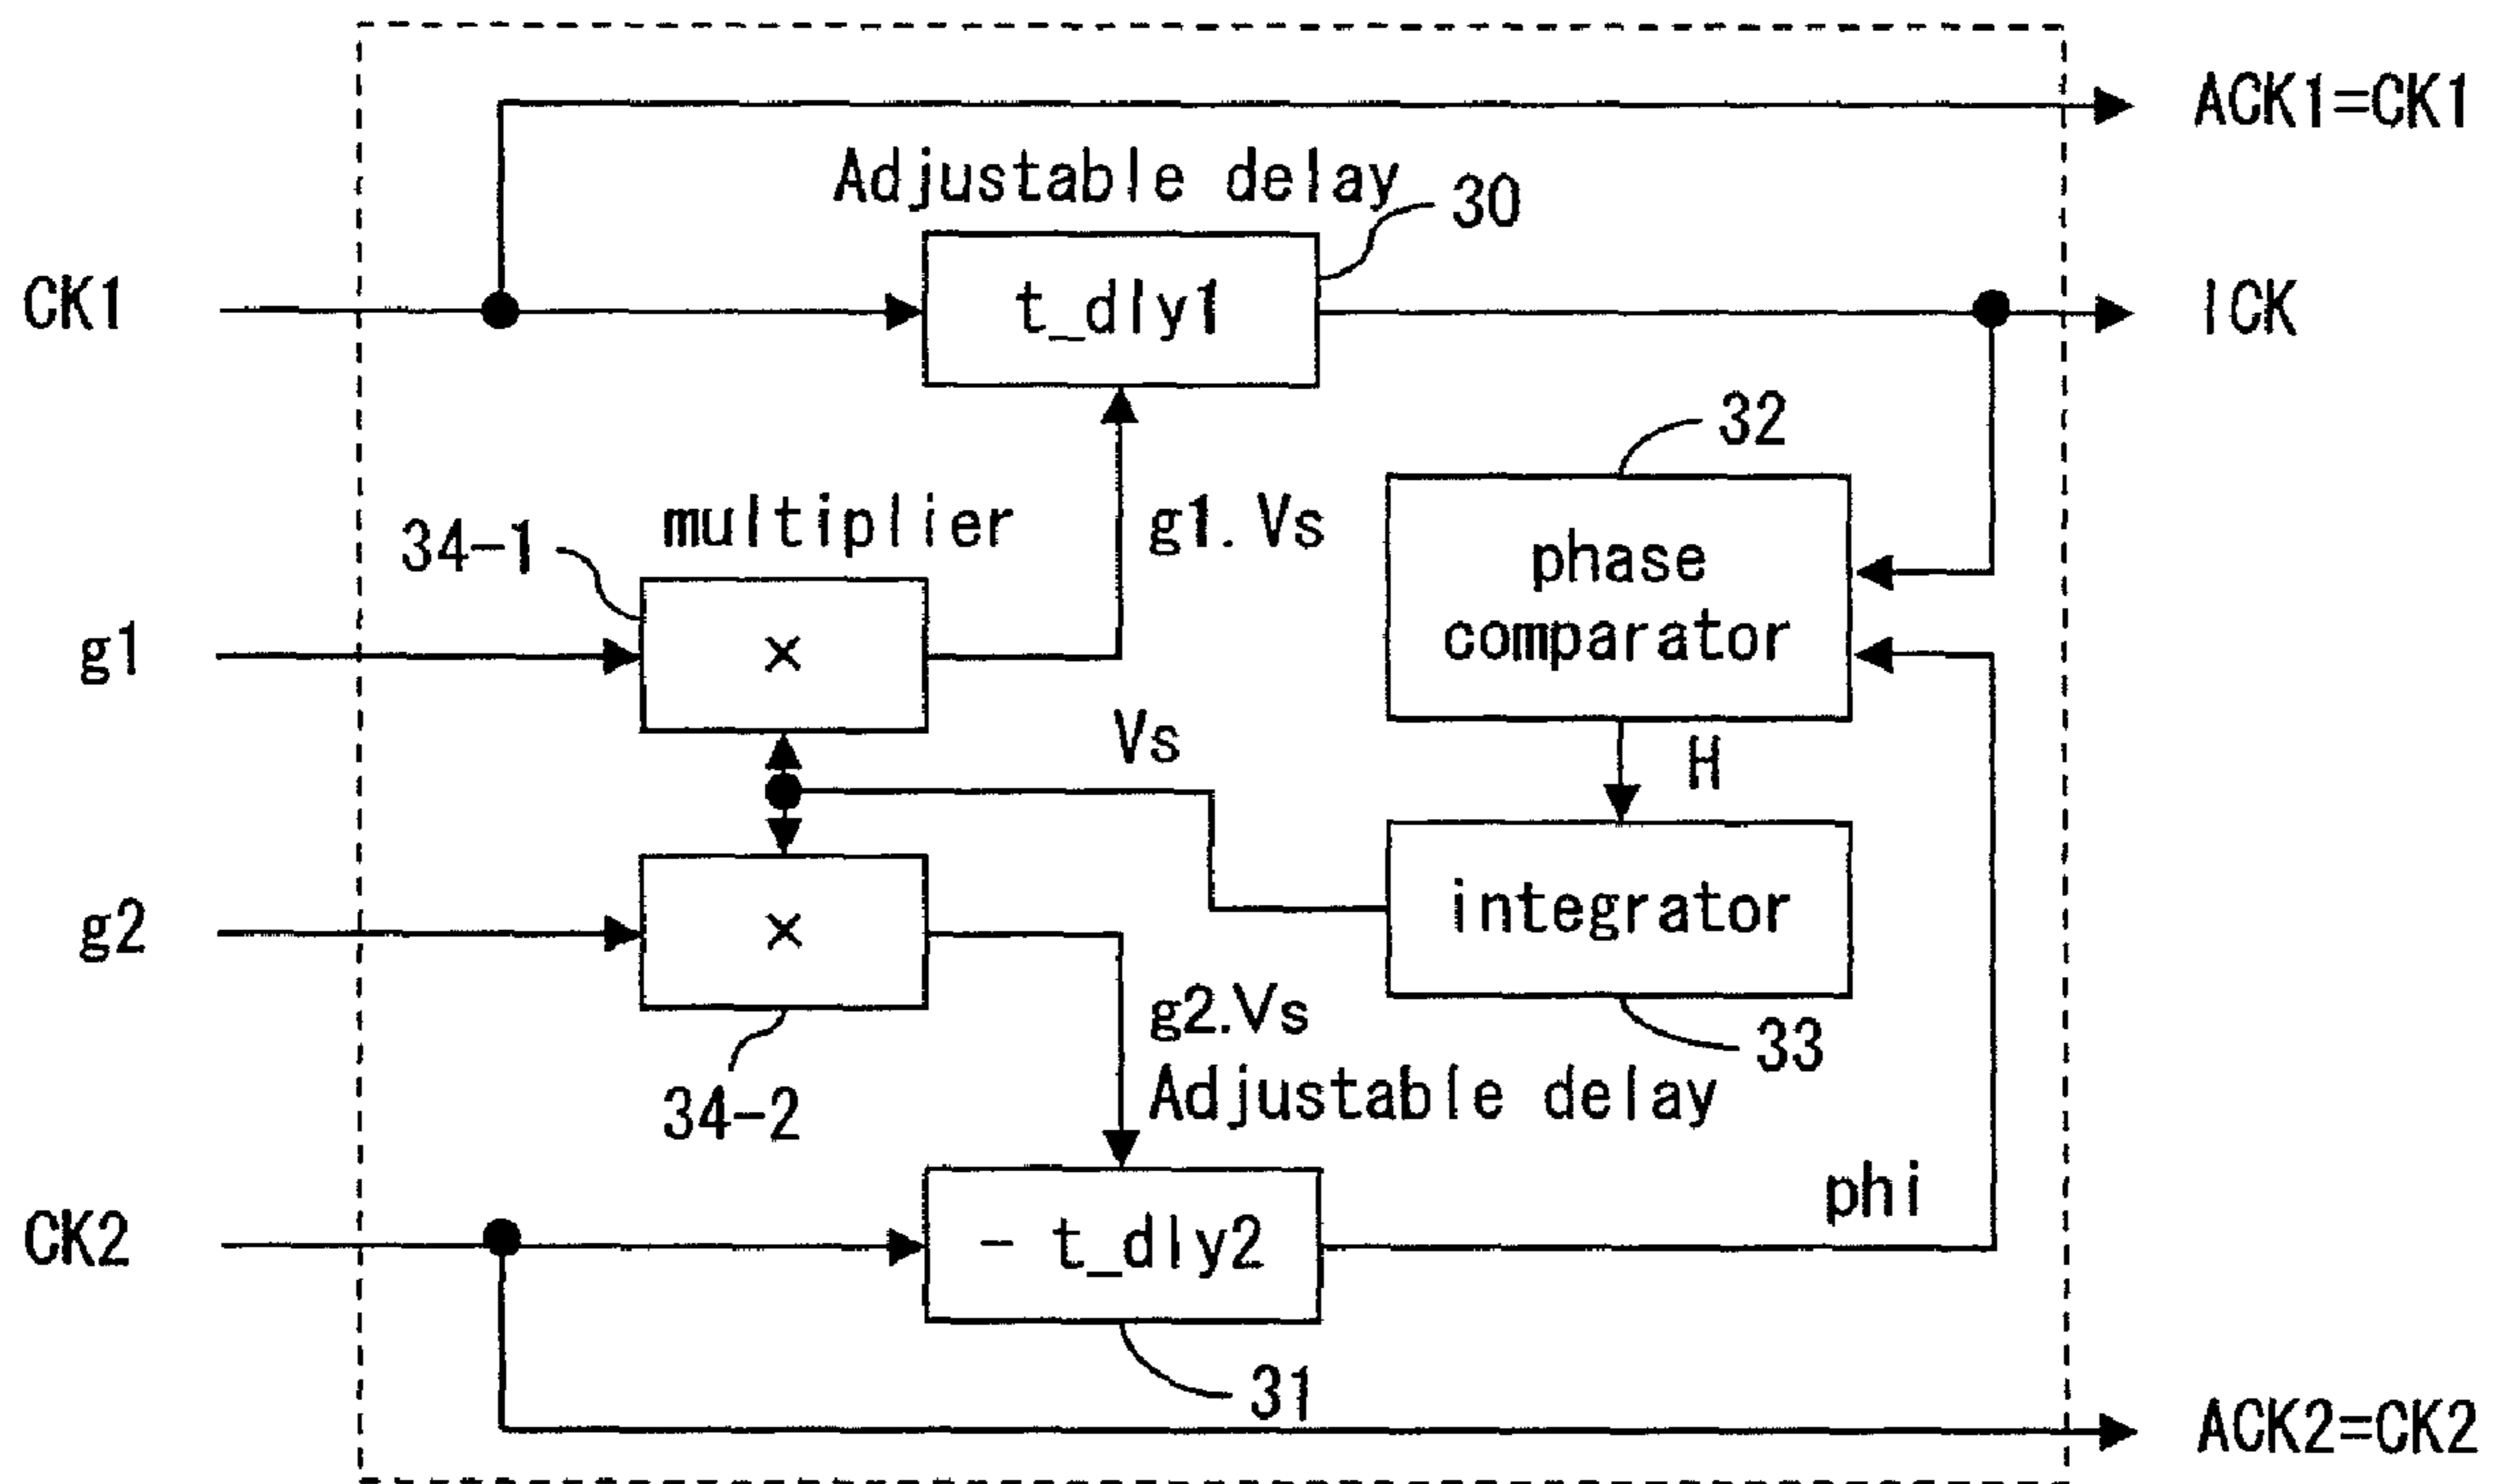 ACK1=CK1
Adjustable delay
30
CK1
t_dly1
ICK
32
34-1
multiplier
g1.Vs
phase
comparator
g1
×
Vs
H
g2
×
integrator
g2.Vs
33
34-2
Adjustable delay
phi
CK2
- t_dly2
31
ACK2=CK2